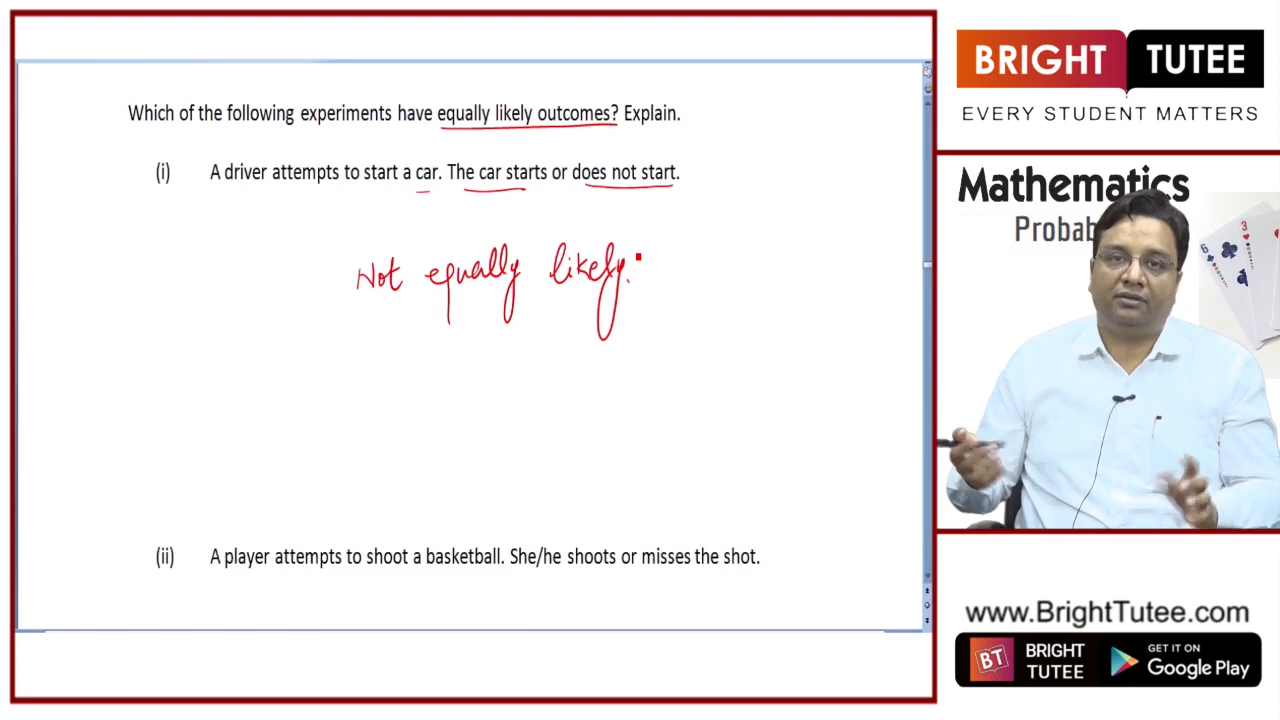 Which of the following experiments have equally likely outcomes? Explain.
(i) A driver attempts to start a car. The car starts or does not start.
Not equally likely.
(ii) A player attempts to shoot a basketball. She/he shoots or misses the shot.
BRIGHT TUTEE
EVERY STUDENT MATTERS
Mathematics
Probab
6
3
www.BrightTutee.com
BT
BRIGHT
TUTEE
GET IT ON
Google Play